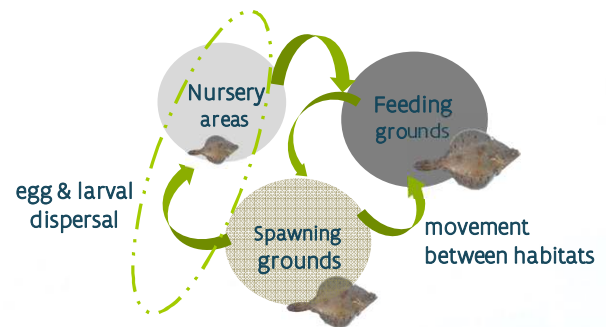 Nursery
areas
Feeding
grounds
egg & larval
dispersal
Spawning
grounds
movement
between habitats